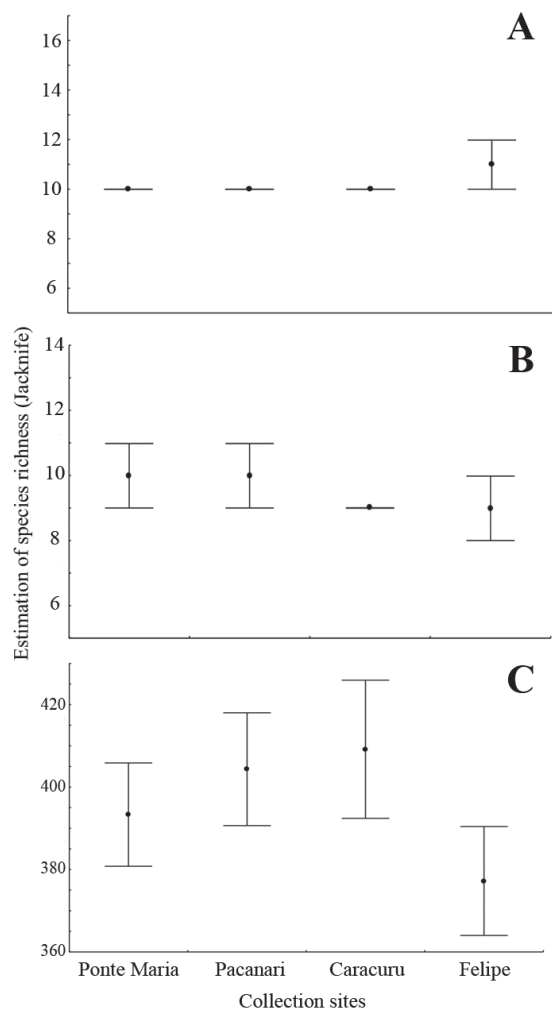 A
16
14
12
10
8
6
B
14
12
10
8
6
Estimation of species richness (Jacknife)
C
420
400
380
360
Ponte Maria Pacanari Caracuru Felipe
Collection sites